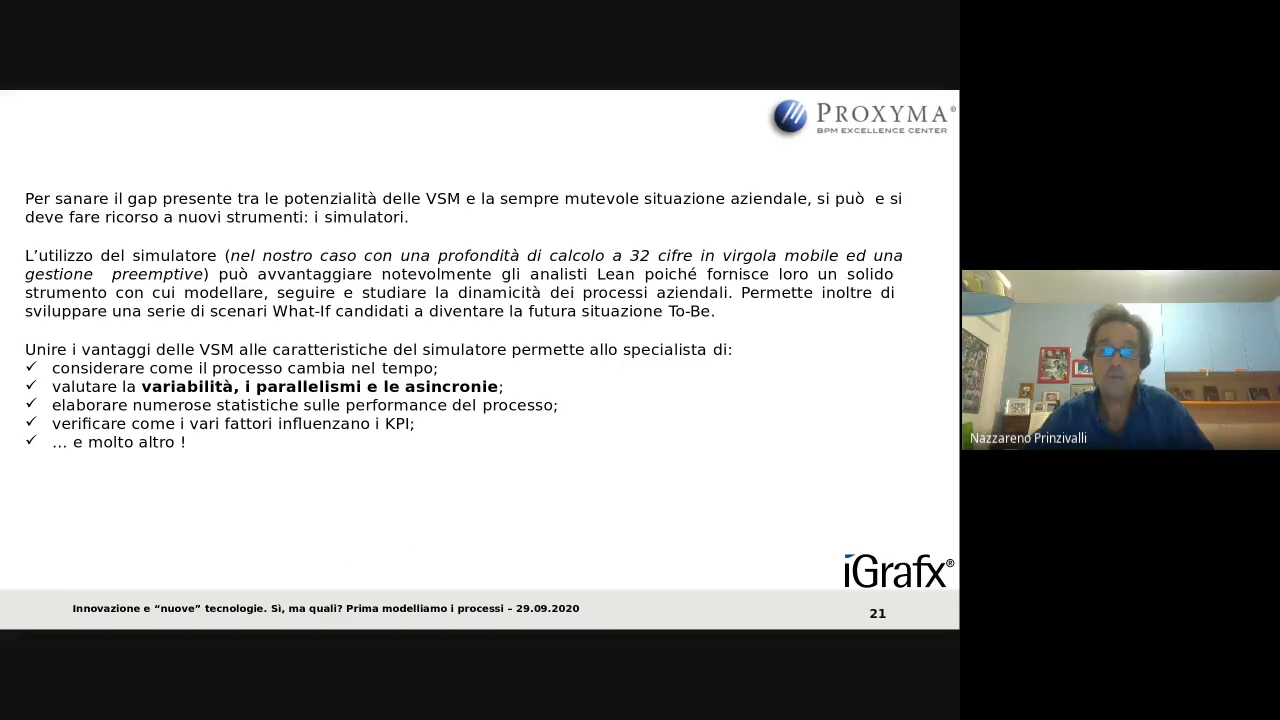 PROXYMA®
BPM EXCELLENCE CENTER
Per sanare il gap presente tra le potenzialità delle VSM e la sempre mutevole situazione aziendale, si può e si
deve fare ricorso a nuovi strumenti: i simulatori.
L’utilizzo del simulatore (nel nostro caso con una profondità di calcolo a 32 cifre in virgola mobile ed una
gestione preemptive) può avvantaggiare notevolmente gli analisti Lean poiché fornisce loro un solido
strumento con cui modellare, seguire e studiare la dinamicità dei processi aziendali. Permette inoltre di
sviluppare una serie di scenari What-If candidati a diventare la futura situazione To-Be.
Unire i vantaggi delle VSM alle caratteristiche del simulatore permette allo specialista di:
✓ considerare come il processo cambia nel tempo;
✓ valutare la variabilità, i parallelismi e le asincronie;
✓ elaborare numerose statistiche sulle performance del processo;
✓ verificare come i vari fattori influenzano i KPI;
✓ … e molto altro !
iGrafx®
Innovazione e “nuove” tecnologie. Sì, ma quali? Prima modelliamo i processi – 29.09.2020
21
Nazzareno Prinzivalli